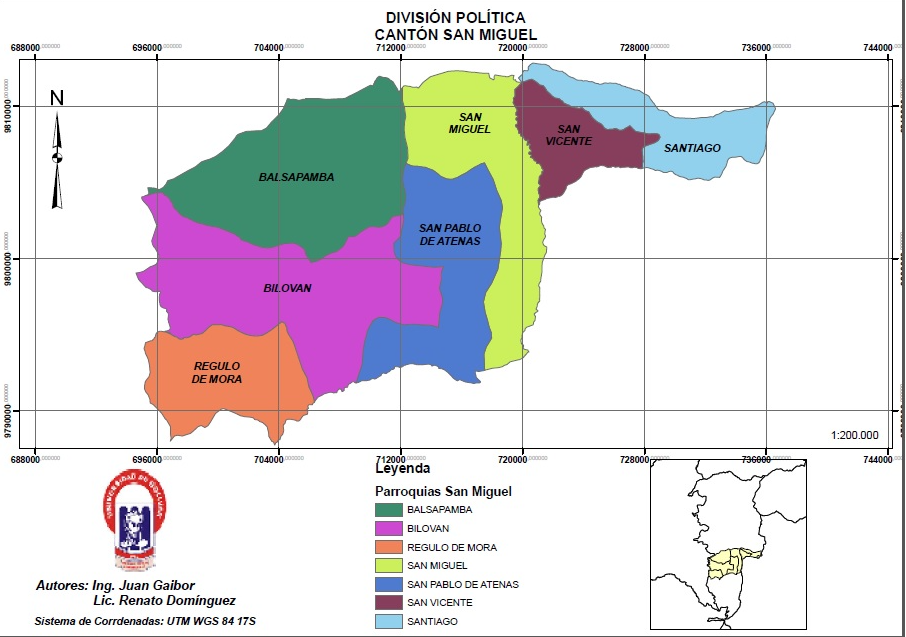 DIVISIÓN POLÍTICA
CANTÓN SAN MIGUEL
688000 696000 704000 712000 720000 728000 736000 744000
N
9810000
9800000
9790000
SAN
MIGUEL
SAN
VICENTE
SANTIAGO
BALSAPAMBA
SAN PABLO
DE ATENAS
BILOVAN
REGULO
DE MORA
1:200.000
688000 696000 704000 712000 720000 728000 736000 744000
Leyenda
Parroquias San Miguel
BALSAPAMBA
BILOVAN
REGULO DE MORA
SAN MIGUEL
SAN PABLO DE ATENAS
SAN VICENTE
SANTIAGO
Autores: Ing. Juan Gaibor
Lic. Renato Domínguez
Sistema de Corrdenadas: UTM WGS 84 17S